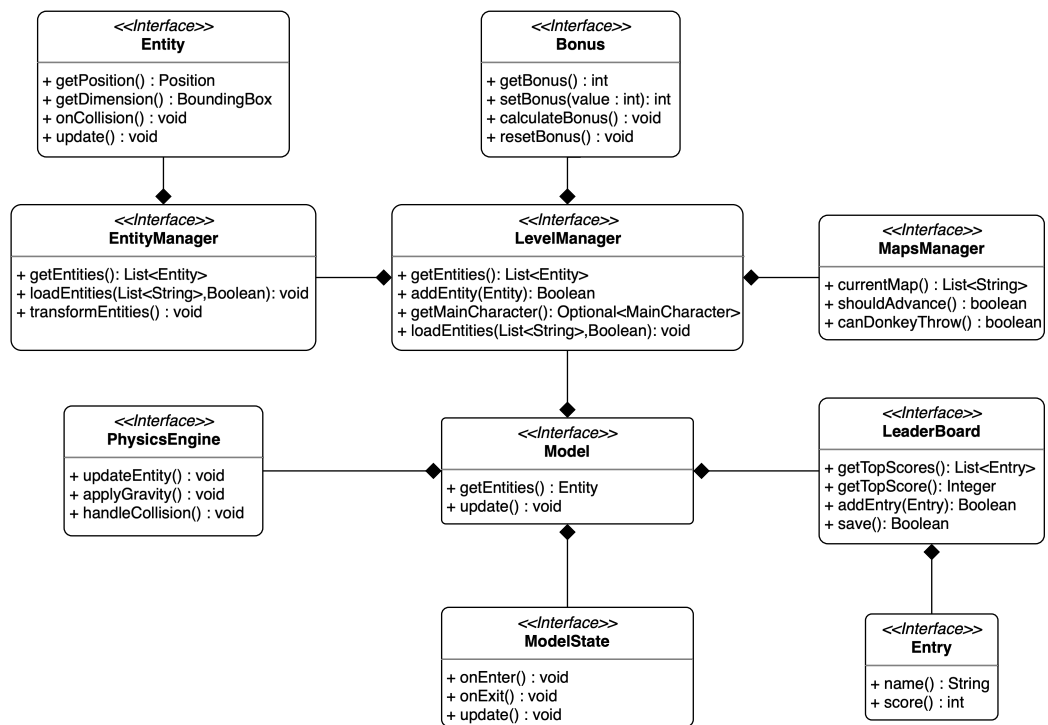 <<Interface>>
Entity
+ getPosition() : Position
+ getDimension() : BoundingBox
+ onCollision() : void
+ update() : void
<<Interface>>
Bonus
+ getBonus() : int
+ setBonus(value : int): int
+ calculateBonus() : void
+ resetBonus() : void
<<Interface>>
EntityManager
+ getEntities(): List<Entity>
+ loadEntities(List<String>,Boolean): void
+ transformEntities() : void
<<Interface>>
LevelManager
+ getEntities(): List<Entity>
+ addEntity(Entity): Boolean
+ getMainCharacter(): Optional<MainCharacter>
+ loadEntities(List<String>,Boolean): void
<<Interface>>
MapsManager
+ currentMap() : List<String>
+ shouldAdvance() : boolean
+ canDonkeyThrow() : boolean
<<Interface>>
PhysicsEngine
+ updateEntity() : void
+ applyGravity() : void
+ handleCollision() : void
<<Interface>>
Model
+ getEntities() : Entity
+ update() : void
<<Interface>>
LeaderBoard
+ getTopScores(): List<Entry>
+ getTopScore(): Integer
+ addEntry(Entry): Boolean
+ save(): Boolean
<<Interface>>
ModelState
+ onEnter() : void
+ onExit() : void
+ update() : void
<<Interface>>
Entry
+ name() : String
+ score() : int